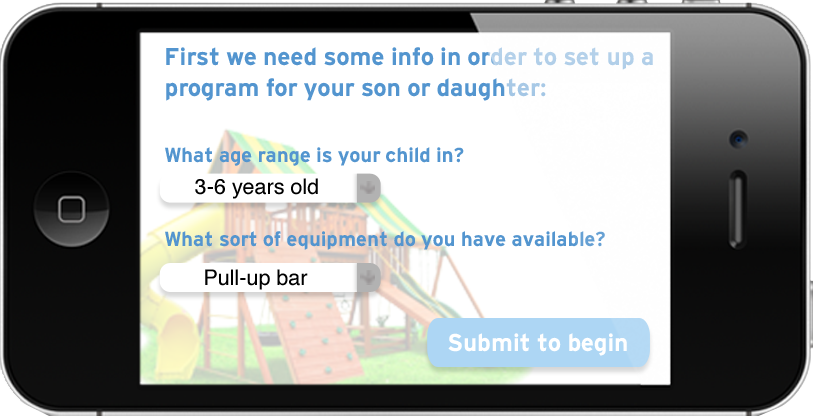 First we need some info in order to set up a
program for your son or daughter:
What age range is your child in?
3-6 years old
What sort of equipment do you have available?
Pull-up bar
Submit to begin